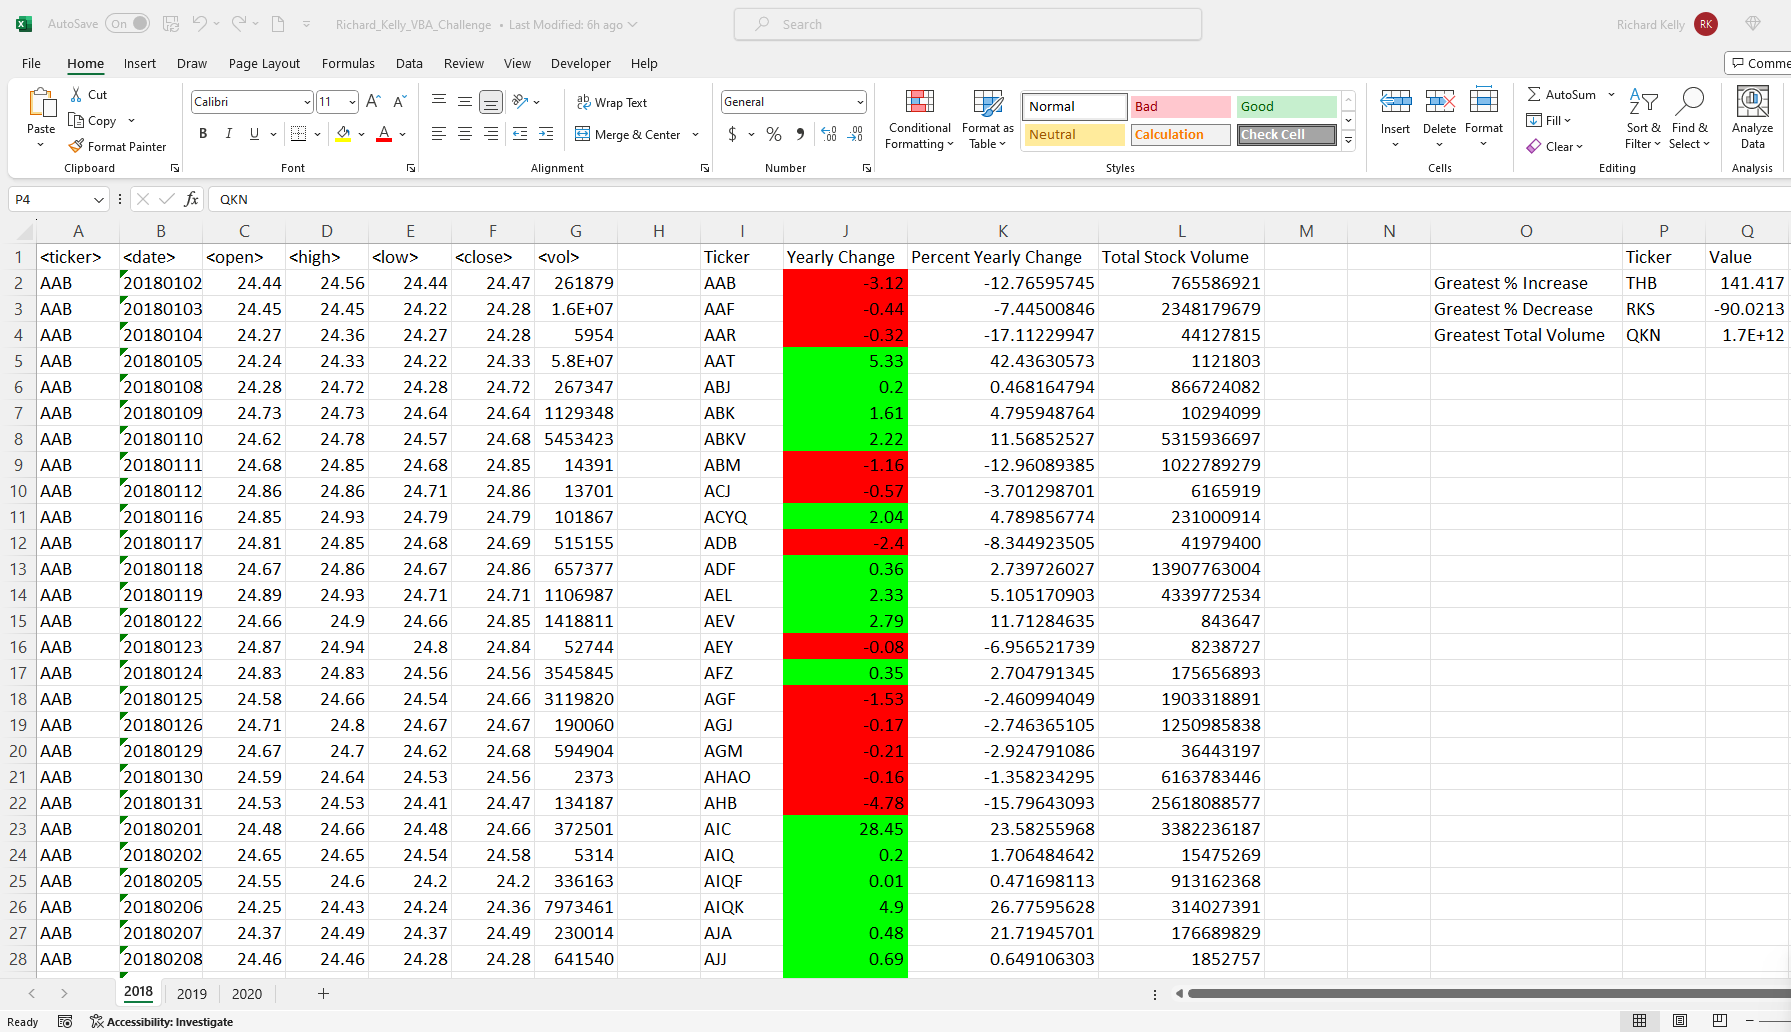 AutoSave On Richard_Kelly_VBA_Challenge • Last Modified: 6h ago Search Richard Kelly RK
File Home Insert Draw Page Layout Formulas Data Review View Developer Help Comme
Paste Cut Calibri 11 Wrap Text General Conditional Formatting Format as Table Normal Bad Good Insert Delete Format AutoSum Sort & Filter Find & Select Analyze Data
Copy B I U A Merge & Center $ % Neutral Calculation Check Cell Fill
Format Painter Clear
Clipboard Font Alignment Number Styles Cells Editing Analysis
P4 fx QKN
A B C D E F G H I J K L M N O P Q
1 <ticker> <date> <open> <high> <low> <close> <vol> Ticker Yearly Change Percent Yearly Change Total Stock Volume Ticker Value
2 AAB 20180102 24.44 24.56 24.44 24.47 261879 AAB -3.12 -12.76595745 765586921 Greatest % Increase THB 141.417
3 AAB 20180103 24.45 24.45 24.22 24.28 1.6E+07 AAF -0.44 -7.44500846 2348179679 Greatest % Decrease RKS -90.0213
4 AAB 20180104 24.27 24.36 24.27 24.28 5954 AAR -0.32 -17.11229947 44127815 Greatest Total Volume QKN 1.7E+12
5 AAB 20180105 24.24 24.33 24.22 24.33 5.8E+07 AAT 5.33 42.43630573 1121803
6 AAB 20180108 24.28 24.72 24.28 24.72 267347 ABJ 0.2 0.468164794 866724082
7 AAB 20180109 24.73 24.73 24.64 24.64 1129348 ABK 1.61 4.795948764 10294099
8 AAB 20180110 24.62 24.78 24.57 24.68 5453423 ABKV 2.22 11.56852527 5315936697
9 AAB 20180111 24.68 24.85 24.68 24.85 14391 ABM -1.16 -12.96089385 1022789279
10 AAB 20180112 24.86 24.86 24.71 24.86 13701 ACJ -0.57 -3.701298701 6165919
11 AAB 20180116 24.85 24.93 24.79 24.79 101867 ACYQ 2.04 4.789856774 231000914
12 AAB 20180117 24.81 24.85 24.68 24.69 515155 ADB -2.4 -8.344923505 41979400
13 AAB 20180118 24.67 24.86 24.67 24.86 657377 ADF 0.36 2.739726027 13907763004
14 AAB 20180119 24.89 24.93 24.71 24.71 1106987 AEL 2.33 5.105170903 4339772534
15 AAB 20180122 24.66 24.9 24.66 24.85 1418811 AEV 2.79 11.71284635 843647
16 AAB 20180123 24.87 24.94 24.8 24.84 52744 AEY -0.08 -6.956521739 8238727
17 AAB 20180124 24.83 24.83 24.56 24.56 3545845 AFZ 0.35 2.704791345 175656893
18 AAB 20180125 24.58 24.66 24.54 24.66 3119820 AGF -1.53 -2.460994049 1903318891
19 AAB 20180126 24.71 24.8 24.67 24.67 190060 AGJ -0.17 -2.746365105 1250985838
20 AAB 20180129 24.67 24.7 24.62 24.68 594904 AGM -0.21 -2.924791086 36443197
21 AAB 20180130 24.59 24.64 24.53 24.56 2373 AHAO -0.16 -1.358234295 6163783446
22 AAB 20180131 24.53 24.53 24.41 24.47 134187 AHB -4.78 -15.79643093 25618088577
23 AAB 20180201 24.48 24.66 24.48 24.66 372501 AIC 28.45 23.58255968 3382236187
24 AAB 20180202 24.65 24.65 24.54 24.58 5314 AIQ 0.2 1.706484642 15475269
25 AAB 20180205 24.55 24.6 24.2 24.2 336163 AIQF 0.01 0.471698113 913162368
26 AAB 20180206 24.25 24.43 24.24 24.36 7973461 AIQK 4.9 26.77595628 314027391
27 AAB 20180207 24.37 24.49 24.37 24.49 230014 AJA 0.48 21.71945701 176689829
28 AAB 20180208 24.46 24.46 24.28 24.28 641540 AJJ 0.69 0.649106303 1852757
2018 2019 2020
Ready Accessibility: Investigate